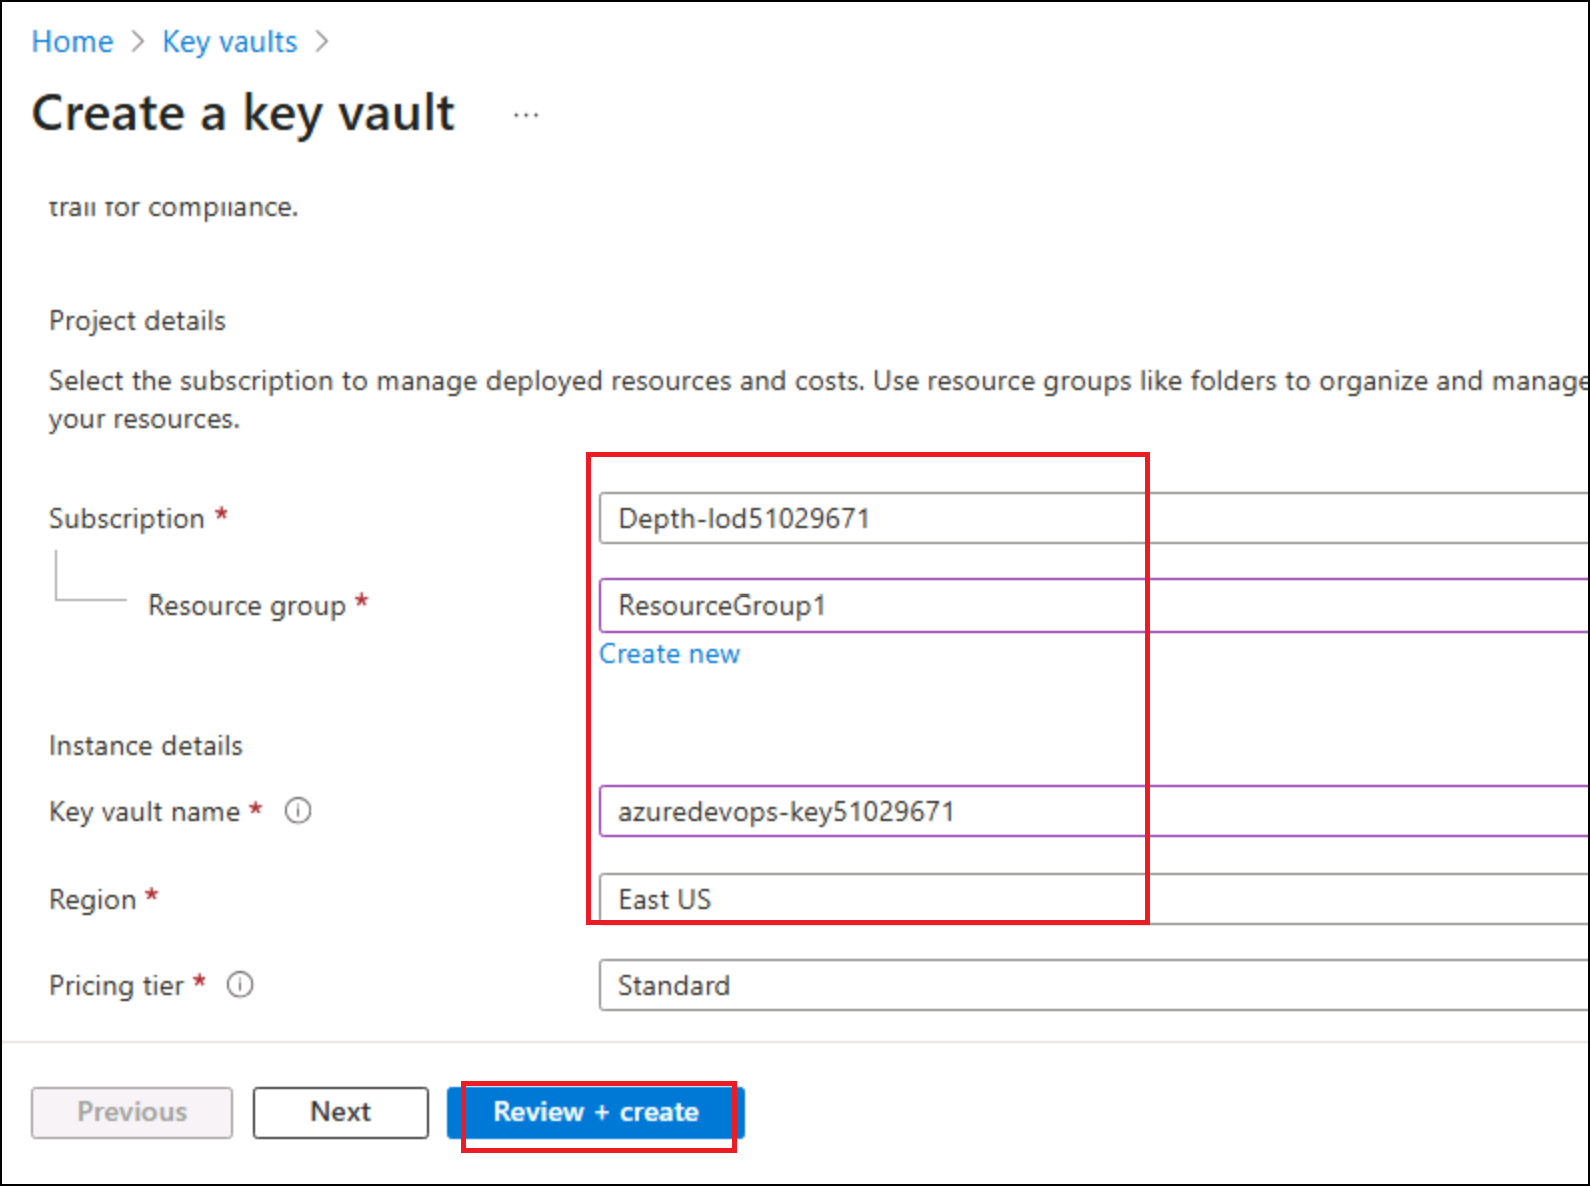 Home > Key vaults >
Create a key vault ...
trail for compliance.
Project details
Select the subscription to manage deployed resources and costs. Use resource groups like folders to organize and manage
your resources.
Subscription * Depth-lod51029671
Resource group * ResourceGroup1
Create new
Instance details
Key vault name * azuredevops-key51029671
Region * East US
Pricing tier * Standard
Previous Next Review + create